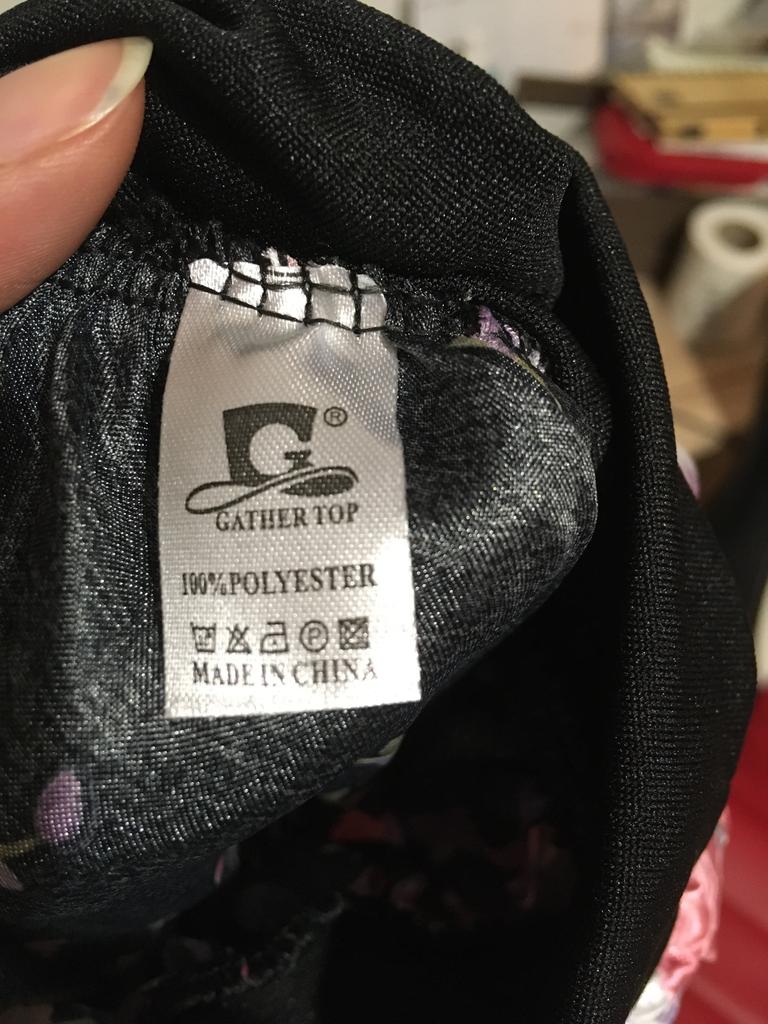 G®
GATHER TOP
100%POLYESTER
P
MADE IN CHINA